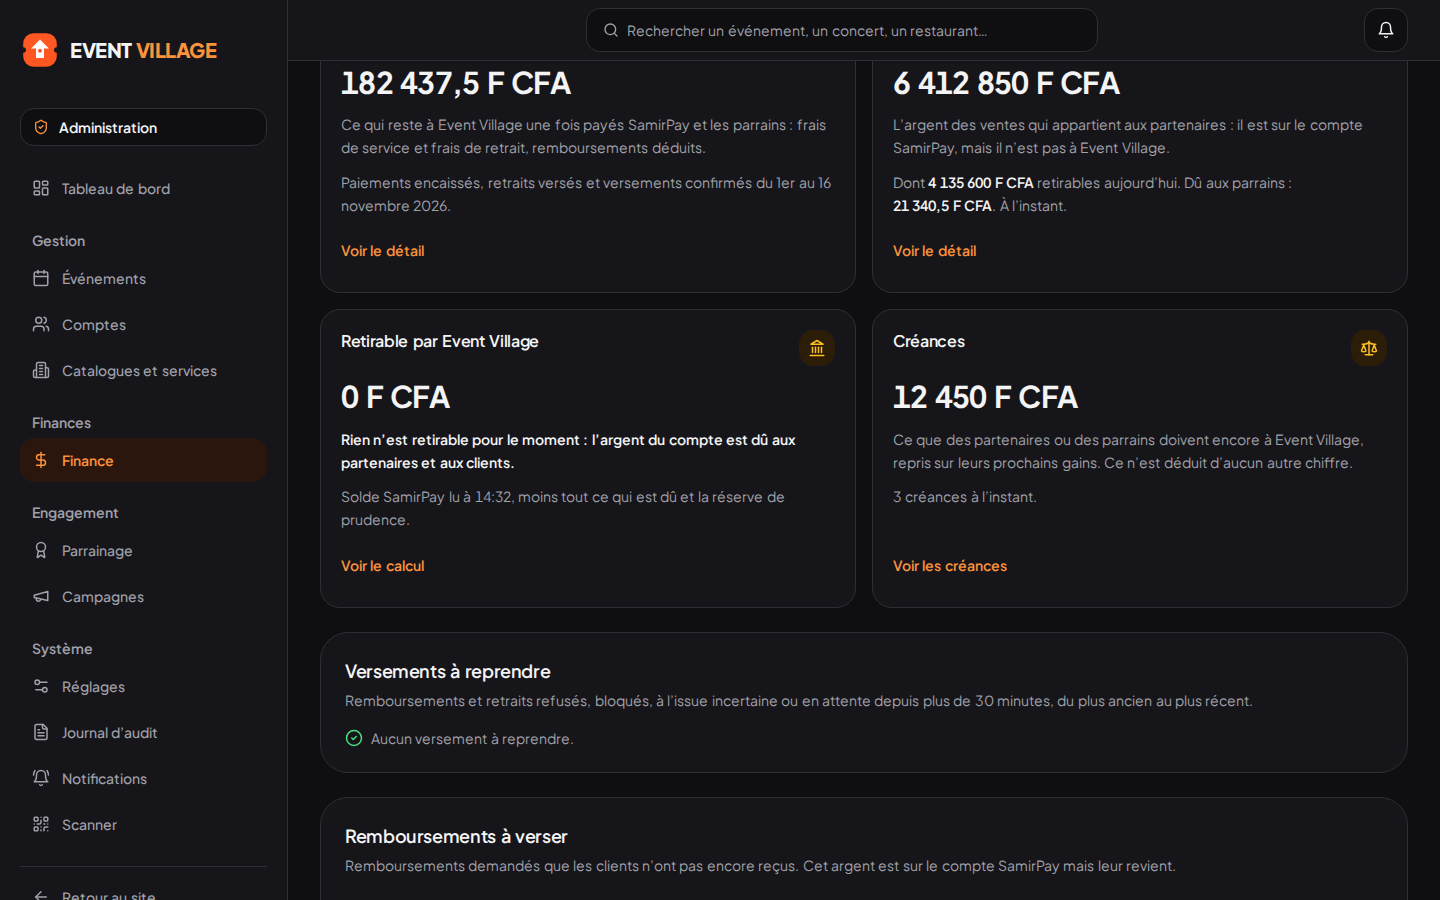 EVENT VILLAGE
Rechercher un événement, un concert, un restaurant…
Administration
Tableau de bord
Gestion
Événements
Comptes
Catalogues et services
Finances
Finance
Engagement
Parrainage
Campagnes
Système
Réglages
Journal d’audit
Notifications
Scanner
Retour au site
182 437,5 F CFA
Ce qui reste à Event Village une fois payés SamirPay et les parrains : frais
de service et frais de retrait, remboursements déduits.
Paiements encaissés, retraits versés et versements confirmés du 1er au 16
novembre 2026.
Voir le détail
6 412 850 F CFA
L’argent des ventes qui appartient aux partenaires : il est sur le compte
SamirPay, mais il n’est pas à Event Village.
Dont 4 135 600 F CFA retirables aujourd’hui. Dû aux parrains :
21 340,5 F CFA. À l’instant.
Voir le détail
Retirable par Event Village
0 F CFA
Rien n’est retirable pour le moment : l’argent du compte est dû aux
partenaires et aux clients.
Solde SamirPay lu à 14:32, moins tout ce qui est dû et la réserve de
prudence.
Voir le calcul
Créances
12 450 F CFA
Ce que des partenaires ou des parrains doivent encore à Event Village,
repris sur leurs prochains gains. Ce n’est déduit d’aucun autre chiffre.
3 créances à l’instant.
Voir les créances
Versements à reprendre
Remboursements et retraits refusés, bloqués, à l’issue incertaine ou en attente depuis plus de 30 minutes, du plus ancien au plus récent.
Aucun versement à reprendre.
Remboursements à verser
Remboursements demandés que les clients n’ont pas encore reçus. Cet argent est sur le compte SamirPay mais leur revient.